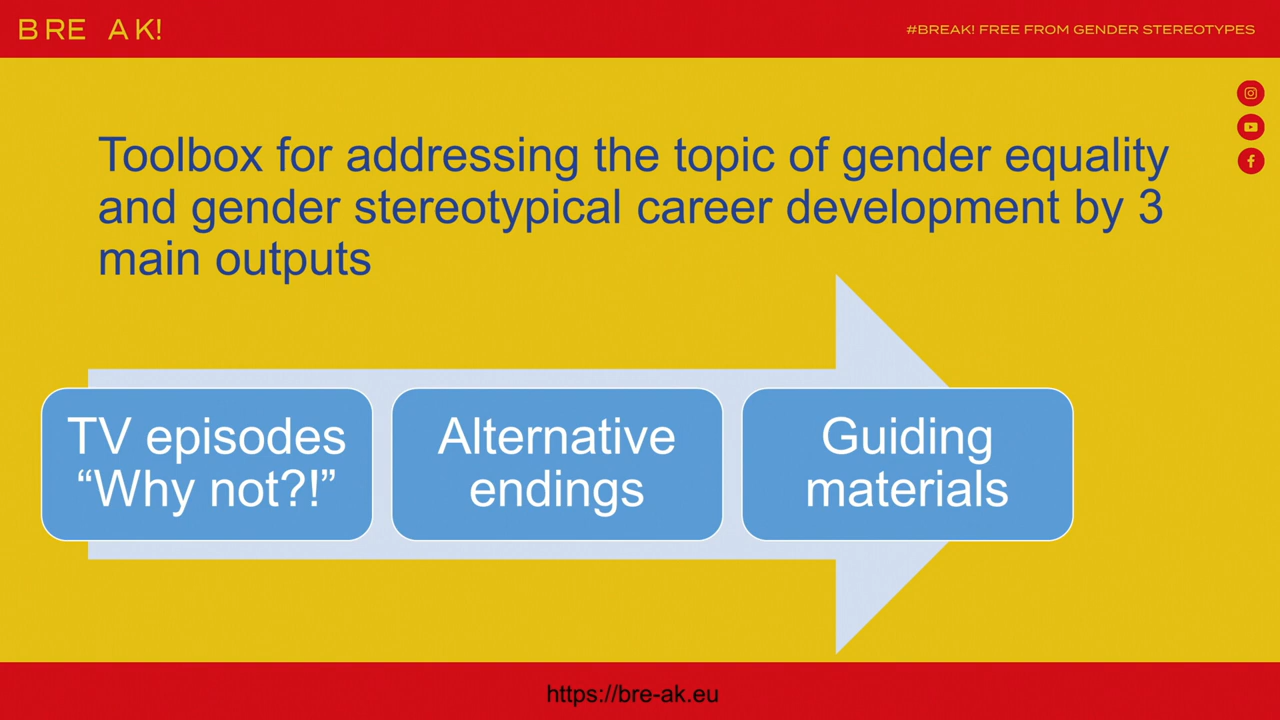 BRE AK!
#BREAK! FREE FROM GENDER STEREOTYPES
Toolbox for addressing the topic of gender equality
and gender stereotypical career development by 3
main outputs
TV episodes
“Why not?!”
Alternative
endings
Guiding
materials
https://bre-ak.eu